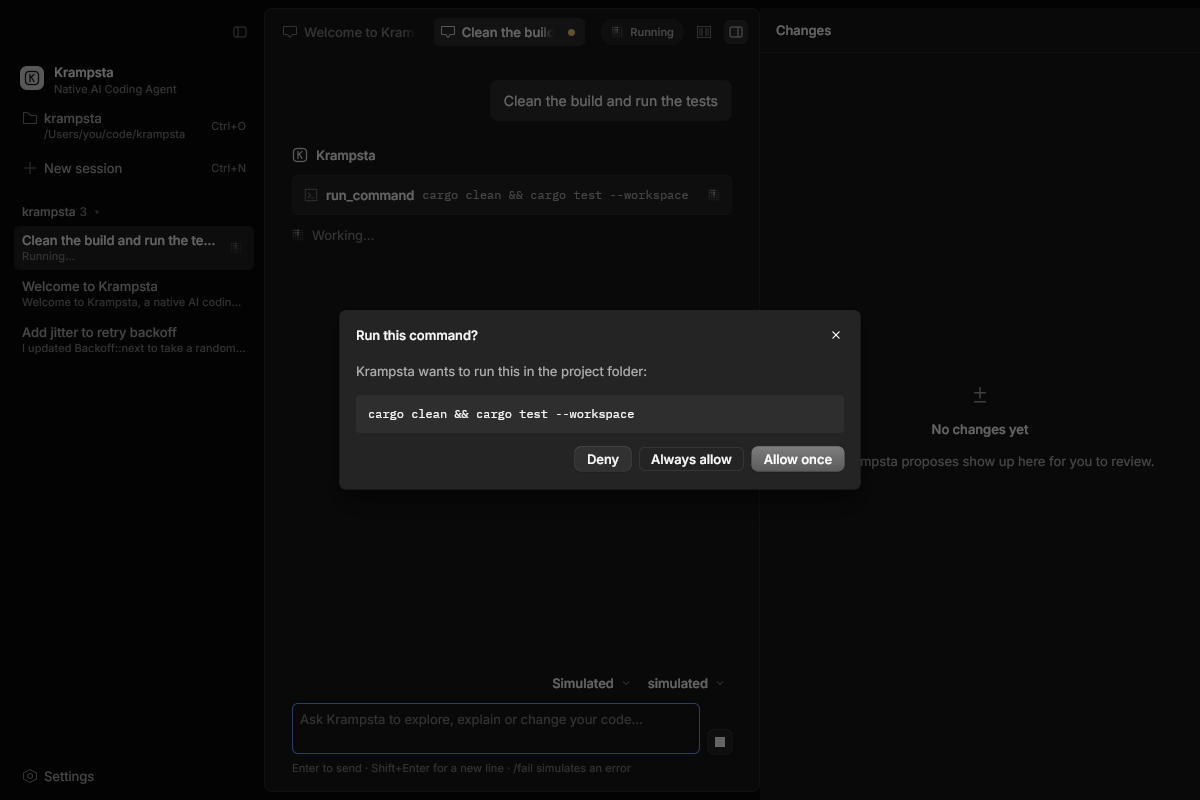 Krampsta
Native AI Coding Agent
krampsta
/Users/you/code/krampsta
Ctrl+O
New session
Ctrl+N
krampsta 3
Clean the build and run the te...
Running...
Welcome to Krampsta
Welcome to Krampsta, a native AI codin...
Add jitter to retry backoff
I updated Backoff::next to take a random...
Settings
Welcome to Kram
Clean the buil
Running
Clean the build and run the tests
Krampsta
run_command cargo clean && cargo test --workspace
Working...
Run this command?
Krampsta wants to run this in the project folder:
cargo clean && cargo test --workspace
Deny
Always allow
Allow once
Simulated
simulated
Ask Krampsta to explore, explain or change your code...
Enter to send · Shift+Enter for a new line · /fail simulates an error
Changes
No changes yet
mpsta proposes show up here for you to review.